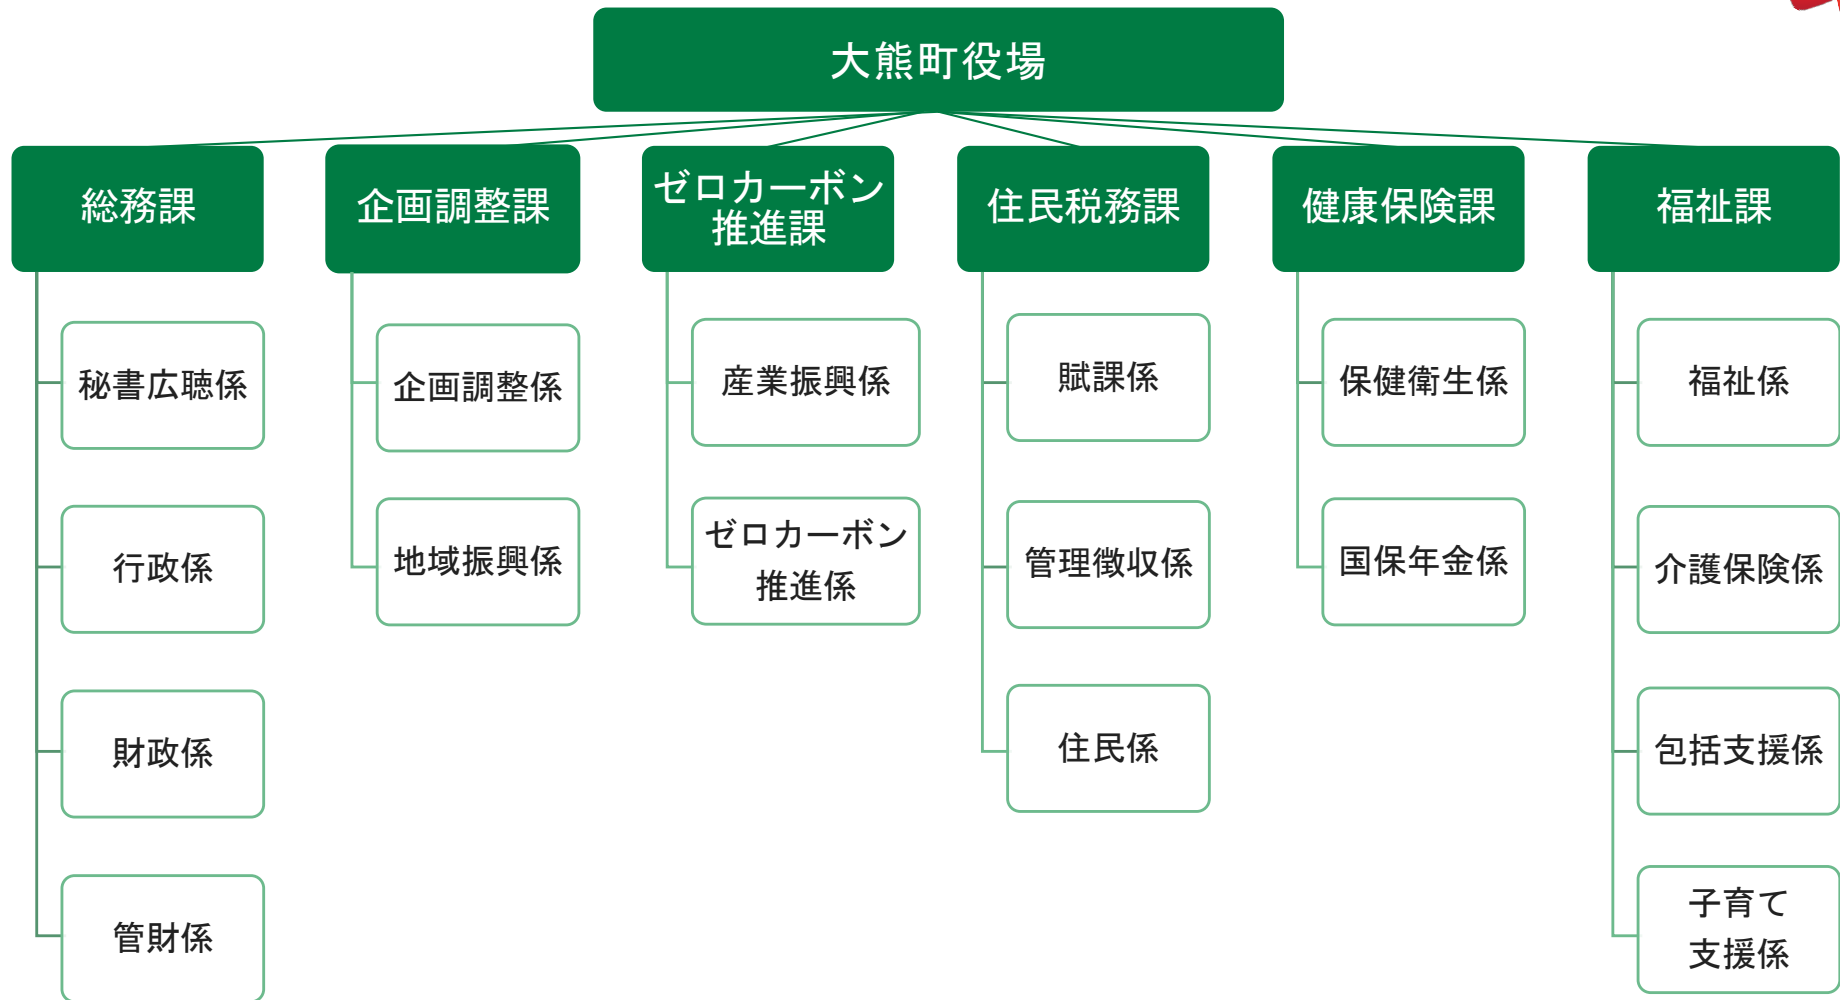 大熊町役場
総務課
企画調整課
ゼロカーボン
推進課
住民税務課
健康保険課
福祉課
秘書広聴係
行政係
財政係
管財係
企画調整係
地域振興係
産業振興係
ゼロカーボン
推進係
賦課係
管理徴収係
住民係
保健衛生係
国保年金係
福祉係
介護保険係
包括支援係
子育て
支援係